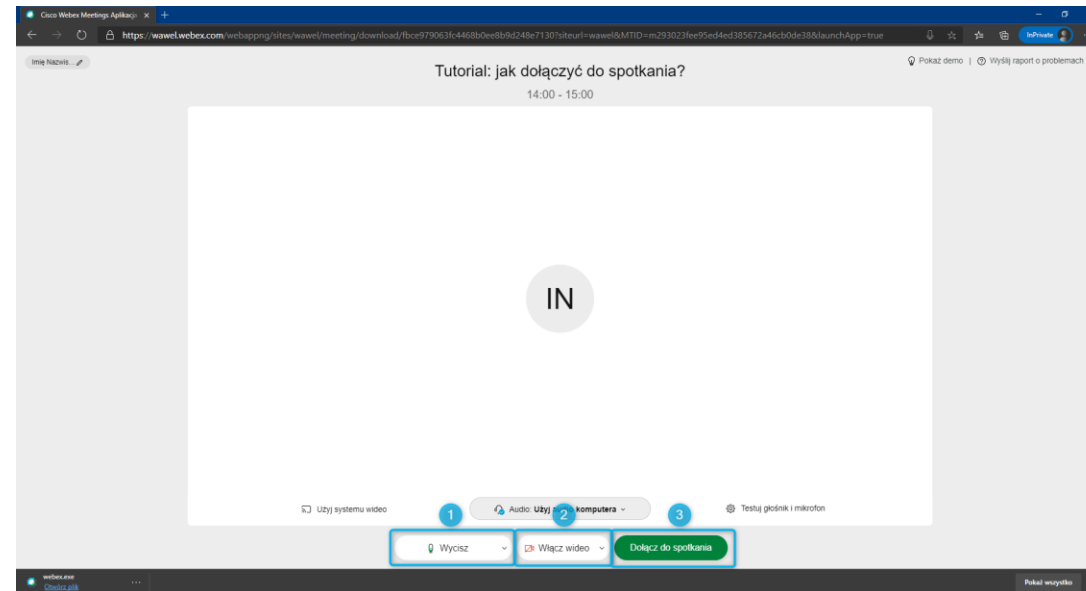 Cisco Webex Meetings Aplikacja
https://wawel.webex.com/webappng/sites/wawel/meeting/download/fbce979063fc4468b0ee8b9d248e7130?siteurl=wawel&MTID=m293023fee95ed4ed385672a46cb0de38&launchApp=true
InPrivate
Imię Nazwis...
Pokaż demo | Wyślij raport o problemach
Tutorial: jak dołączyć do spotkania?
14:00 - 15:00
IN
Użyj systemu wideo
Audio: Użyj komputera
Testuj głośnik i mikrofon
1
2
3
Wycisz
Włącz wideo
Dołącz do spotkania
webex.exe
Otwórz plik
Pokaż wszystko